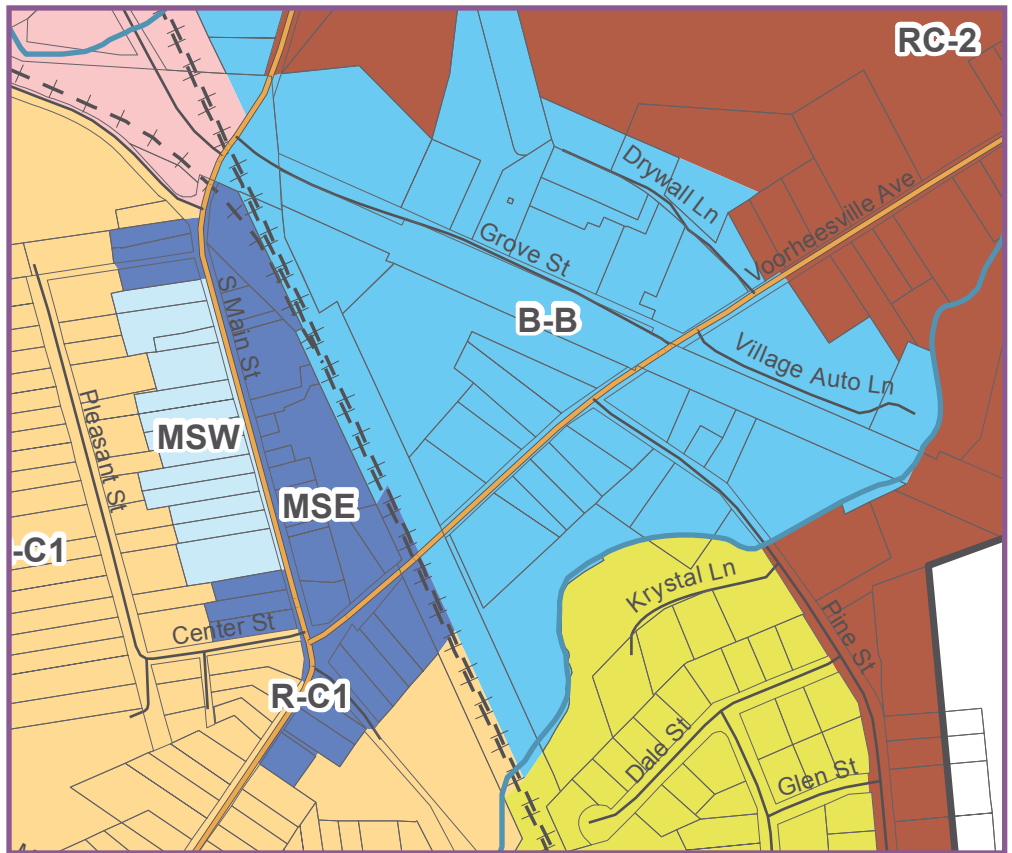 RC-2
Drywall Ln
Voorheesville Ave
Grove St
S Main St
B-B
Village Auto Ln
Pleasant St
MSW
MSE
-C1
Krystal Ln
Pine St
Center St
R-C1
Dale St
Glen St